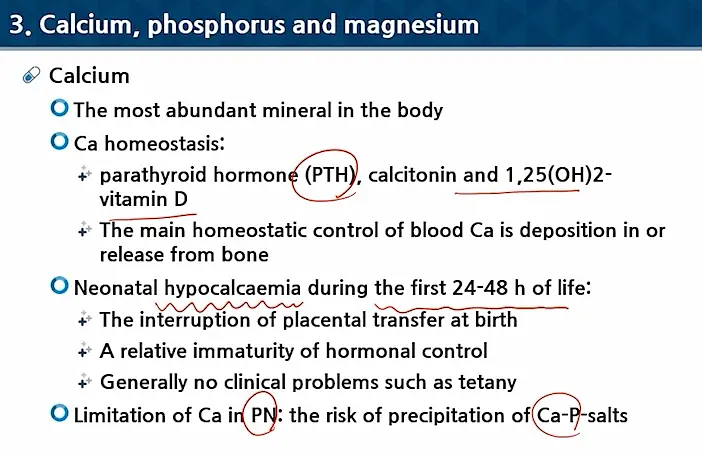 3. Calcium, phosphorus and magnesium
Calcium
The most abundant mineral in the body
Ca homeostasis:
parathyroid hormone (PTH), calcitonin and 1,25(OH)2-
vitamin D
The main homeostatic control of blood Ca is deposition in or
release from bone
Neonatal hypocalcaemia during the first 24-48 h of life:
The interruption of placental transfer at birth
A relative immaturity of hormonal control
Generally no clinical problems such as tetany
Limitation of Ca in PN: the risk of precipitation of Ca-P-salts